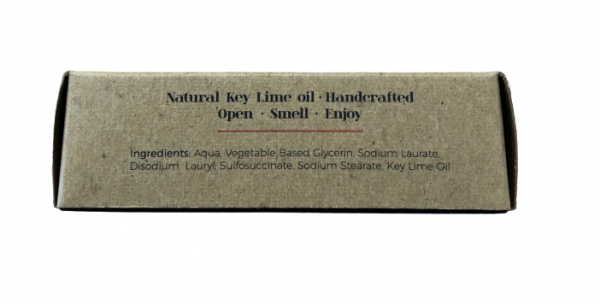 Natural Key Lime oil · Handcrafted
Open · Smell · Enjoy
Ingredients: Aqua, Vegetable Based Glycerin, Sodium Laurate,
Disodium Lauryl Sulfosuccinate, Sodium Stearate, Key Lime Oil